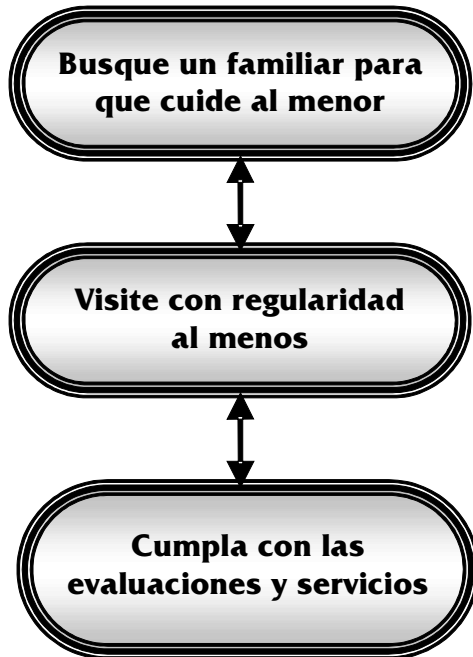 Busque un familiar para
que cuide al menor
Visite con regularidad
al menos
Cumpla con las
evaluaciones y servicios